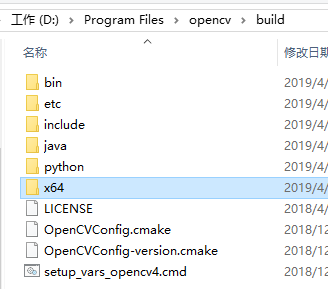 工作 (D:) › Program Files › opencv › build
名称 修改日期
bin 2019/4/
etc 2019/4/
include 2019/4/
java 2019/4/
python 2019/4/
x64 2019/4/
LICENSE 2018/4/
OpenCVConfig.cmake 2018/12
OpenCVConfig-version.cmake 2018/12
setup_vars_opencv4.cmd 2018/12